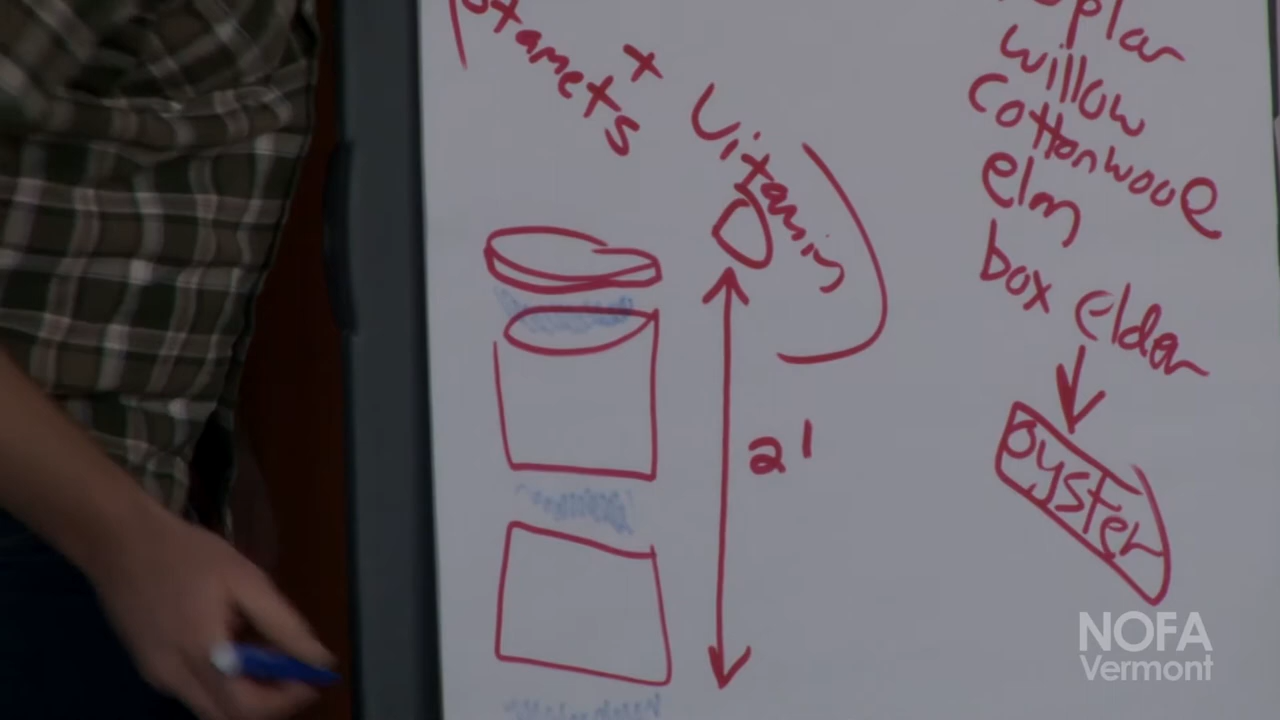 stamets
+
Vitamin
D
2'
willow
Cottonwood
elm
box elder
oyster
NOFA
Vermont